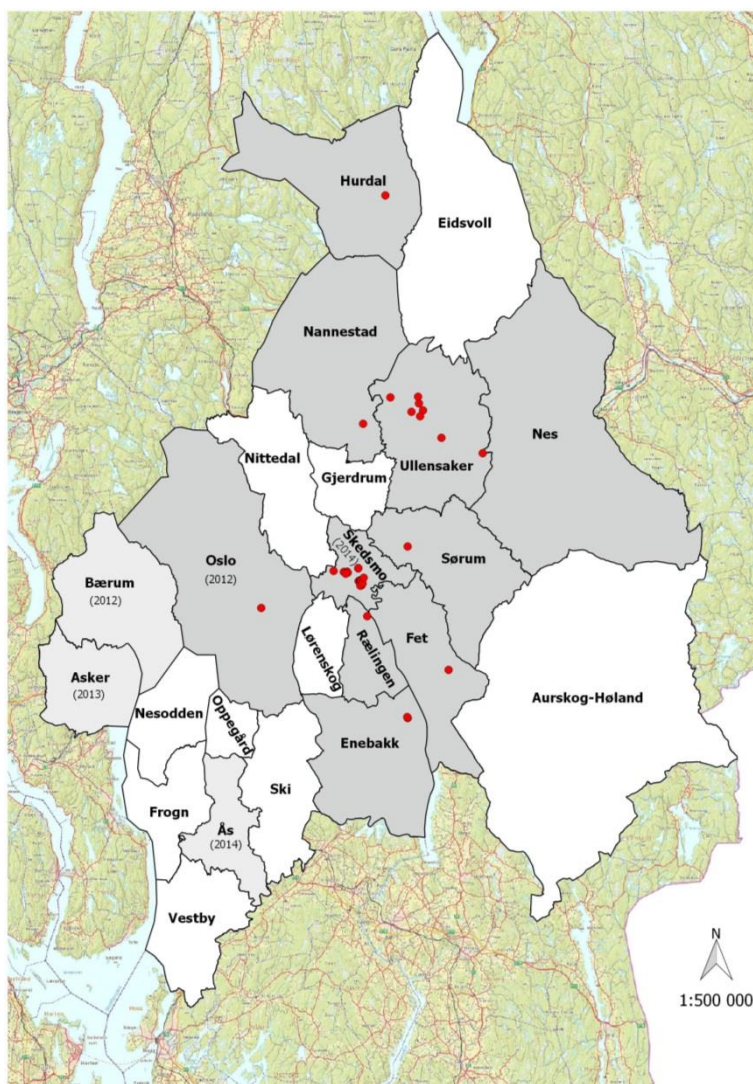 Hurdal
Eidsvoll
Nannestad
Nes
Nittedal
Ullensaker
Gjerdrum
Skedsmo
(2014)
Sørum
Oslo
(2012)
Bærum
(2012)
Lørenskog
Rælingen
Fet
Asker
(2013)
Aurskog-Høland
Nesodden
Oppegård
Enebakk
Ski
Frogn
Ås
(2014)
Vestby
N
1:500 000